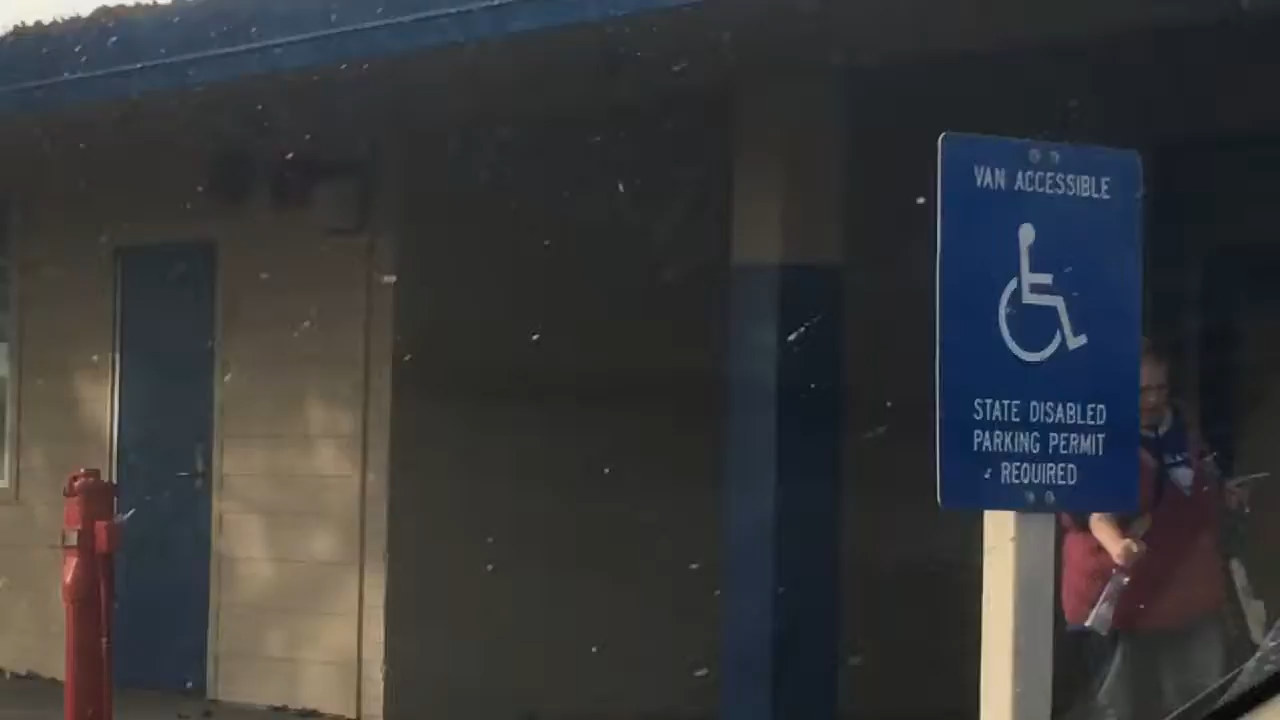 VAN ACCESSIBLE
STATE DISABLED
PARKING PERMIT
REQUIRED